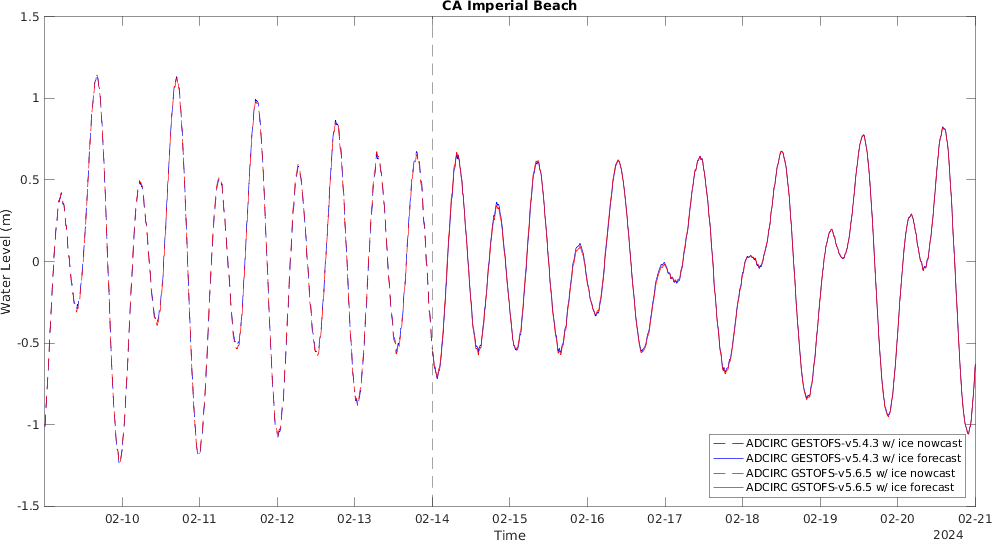 CA Imperial Beach
1.5
1
0.5
0
-0.5
-1
-1.5
Water Level (m)
02-10 02-11 02-12 02-13 02-14 02-15 02-16 02-17 02-18 02-19 02-20 02-21
Time
2024
ADCIRC GESTOFS-v5.4.3 w/ ice nowcast
ADCIRC GESTOFS-v5.4.3 w/ ice forecast
ADCIRC GSTOFS-v5.6.5 w/ ice nowcast
ADCIRC GSTOFS-v5.6.5 w/ ice forecast